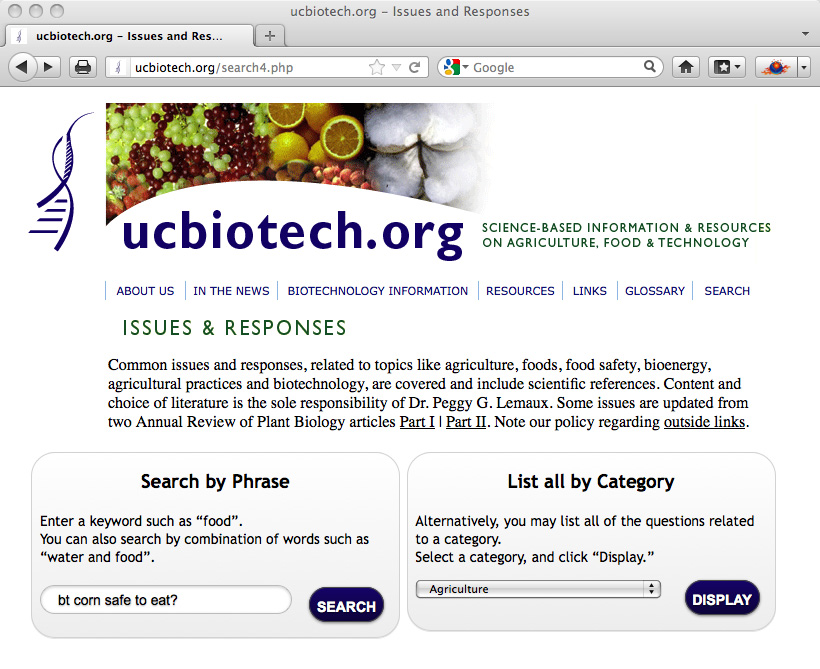 ucbiotech.org – Issues and Responses
ucbiotech.org – Issues and Res...
ucbiotech.org/search4.php
Google
ucbiotech.org
SCIENCE-BASED INFORMATION & RESOURCES
ON AGRICULTURE, FOOD & TECHNOLOGY
ABOUT US | IN THE NEWS | BIOTECHNOLOGY INFORMATION | RESOURCES | LINKS | GLOSSARY | SEARCH
ISSUES & RESPONSES
Common issues and responses, related to topics like agriculture, foods, food safety, bioenergy,
agricultural practices and biotechnology, are covered and include scientific references. Content and
choice of literature is the sole responsibility of Dr. Peggy G. Lemaux. Some issues are updated from
two Annual Review of Plant Biology articles Part I | Part II. Note our policy regarding outside links.
Search by Phrase
Enter a keyword such as “food”.
You can also search by combination of words such as
“water and food”.
bt corn safe to eat?
SEARCH
List all by Category
Alternatively, you may list all of the questions related
to a category.
Select a category, and click “Display.”
Agriculture
DISPLAY